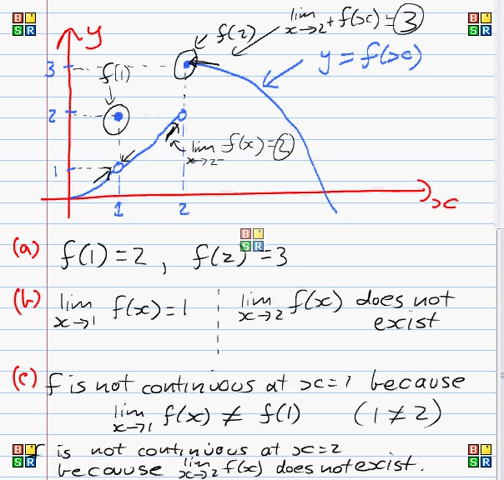 y
f(2)
lim x→2⁺ f(x) = 3
3
f(1)
y = f(x)
2
lim x→2⁻ f(x) = 2
1
1 2 x
(a) f(1) = 2 , f(2) = 3
(b) lim x→1 f(x) = 1 lim x→2 f(x) does not
exist
(c) f is not continuous at x=1 because
lim x→1 f(x) ≠ f(1) (1 ≠ 2)
f is not continuous at x=2
because lim x→2 f(x) does not exist.
B
S R
B
S R
B
S R
B
S R
B
S R